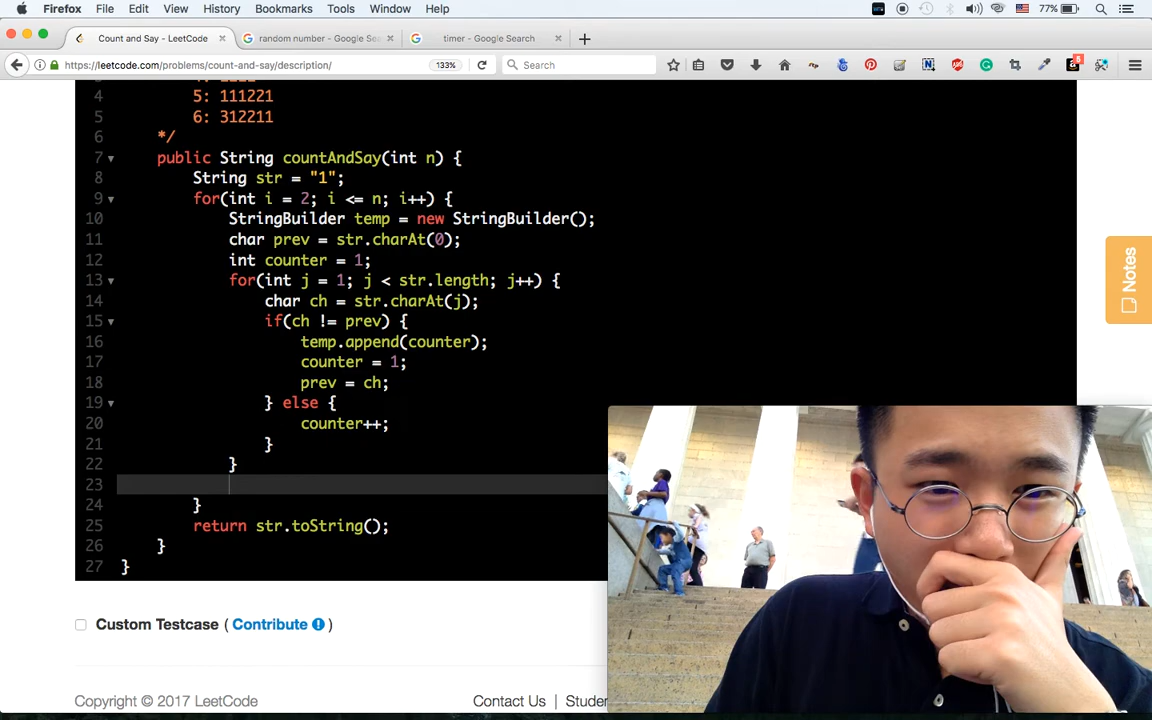 Firefox File Edit View History Bookmarks Tools Window Help 77%
Count and Say - LeetCode random number - Google Se timer - Google Search
https://leetcode.com/problems/count-and-say/description/ 133% Search 6
4 5: 111221
5 6: 312211
6 */
7 public String countAndSay(int n) {
8 String str = "1";
9 for(int i = 2; i <= n; i++) {
10 StringBuilder temp = new StringBuilder();
11 char prev = str.charAt(0);
12 int counter = 1;
13 for(int j = 1; j < str.length; j++) {
14 char ch = str.charAt(j);
15 if(ch != prev) {
16 temp.append(counter);
17 counter = 1;
18 prev = ch;
19 } else {
20 counter++;
21 }
22 }
23
24 }
25 return str.toString();
26 }
27 }
Notes
Custom Testcase ( Contribute )
Copyright © 2017 LeetCode Contact Us | Studen